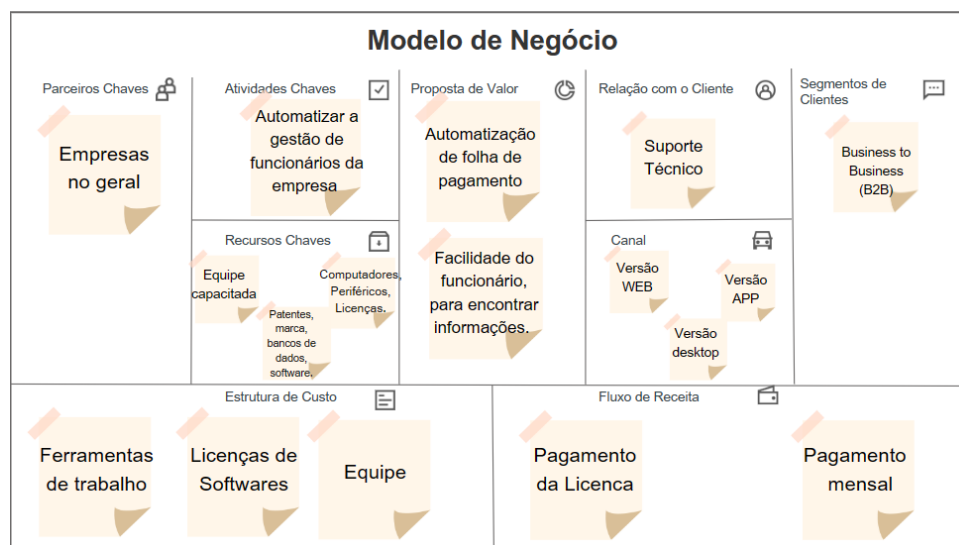 Modelo de Negócio
Parceiros Chaves
Empresas
no geral
Atividades Chaves
Automatizar a
gestão de
funcionários da
empresa
Recursos Chaves
Equipe
capacitada
Computadores,
Periféricos,
Licenças.
Patentes,
marca,
bancos de
dados,
software.
Proposta de Valor
Automatização
de folha de
pagamento
Facilidade do
funcionário,
para encontrar
informações.
Relação com o Cliente
Suporte
Técnico
Canal
Versão
WEB
Versão
APP
Versão
desktop
Segmentos de
Clientes
Business to
Business
(B2B)
Estrutura de Custo
Ferramentas
de trabalho
Licenças de
Softwares
Equipe
Fluxo de Receita
Pagamento
da Licenca
Pagamento
mensal